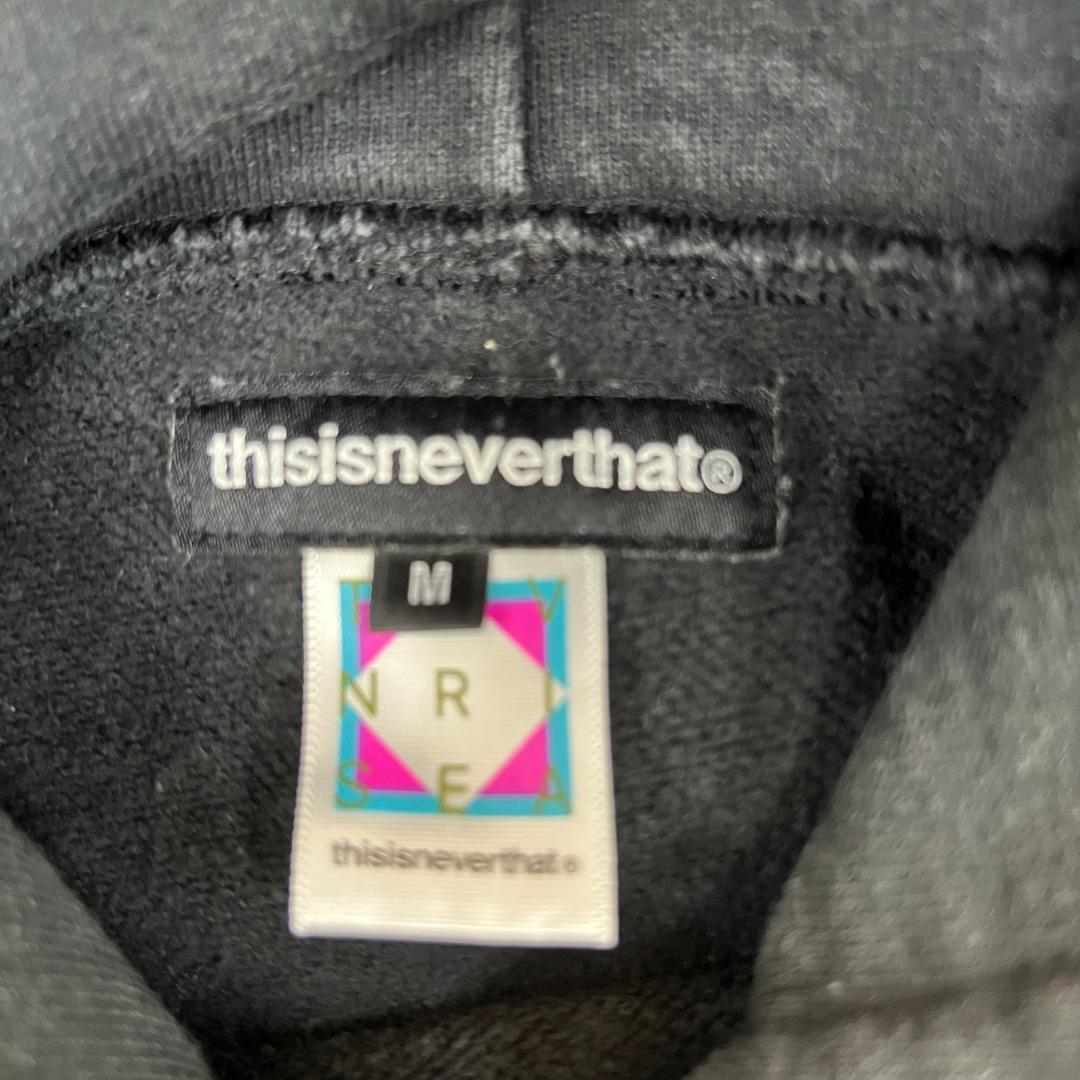 thisisneverthat®
M
T V
N R I
S E A
thisisneverthat®